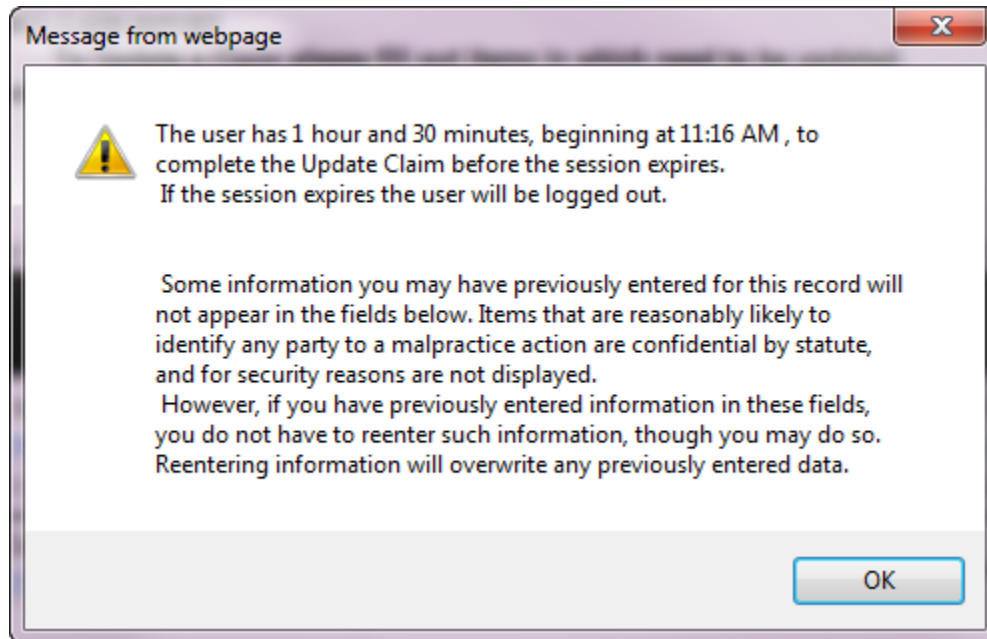 Message from webpage
The user has 1 hour and 30 minutes, beginning at 11:16 AM , to
complete the Update Claim before the session expires.
If the session expires the user will be logged out.
Some information you may have previously entered for this record will
not appear in the fields below. Items that are reasonably likely to
identify any party to a malpractice action are confidential by statute,
and for security reasons are not displayed.
However, if you have previously entered information in these fields,
you do not have to reenter such information, though you may do so.
Reentering information will overwrite any previously entered data.
OK